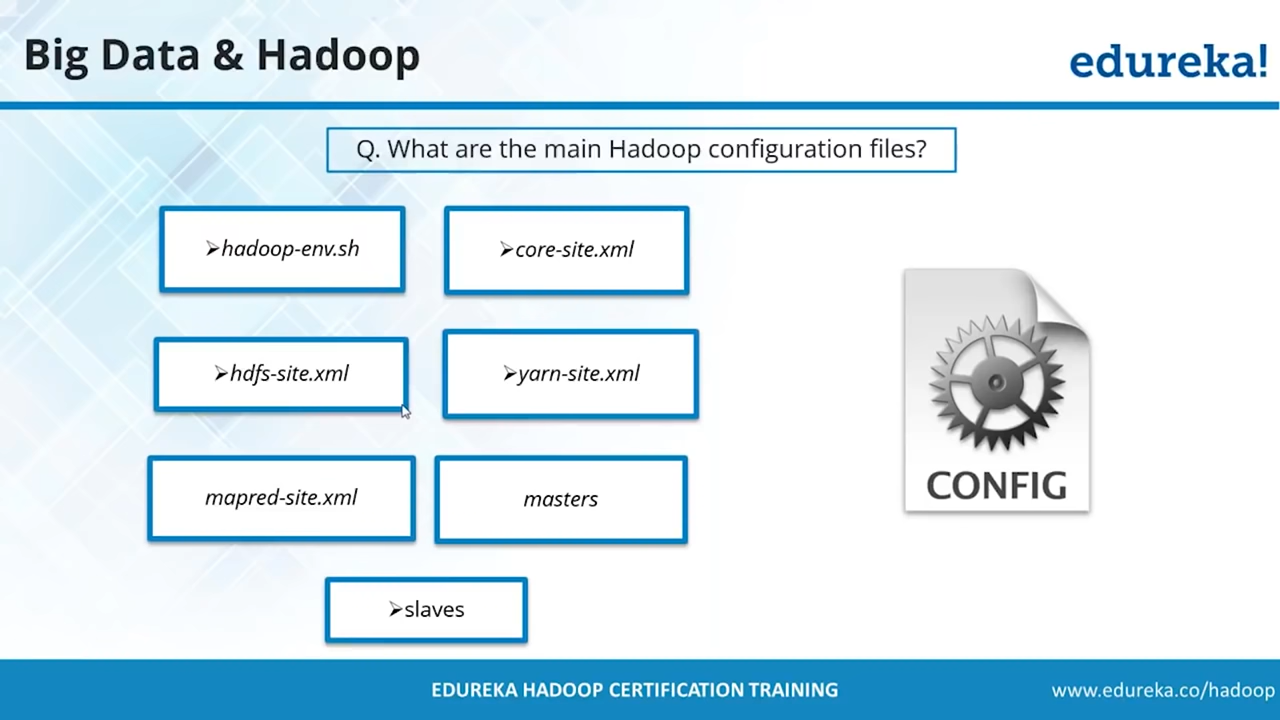 Big Data & Hadoop
edureka!
Q. What are the main Hadoop configuration files?
➢hadoop-env.sh
➢core-site.xml
➢hdfs-site.xml
➢yarn-site.xml
mapred-site.xml
masters
➢slaves
CONFIG
EDUREKA HADOOP CERTIFICATION TRAINING
www.edureka.co/hadoop